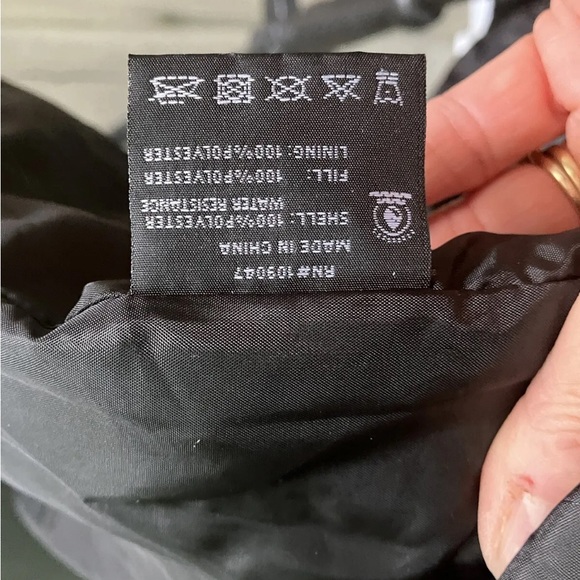 RN#109047
MADE IN CHINA
SHELL: 100%POLYESTER
WATER RESISTANCE
FILL: 100%POLYESTER
LINING: 100%POLYESTER